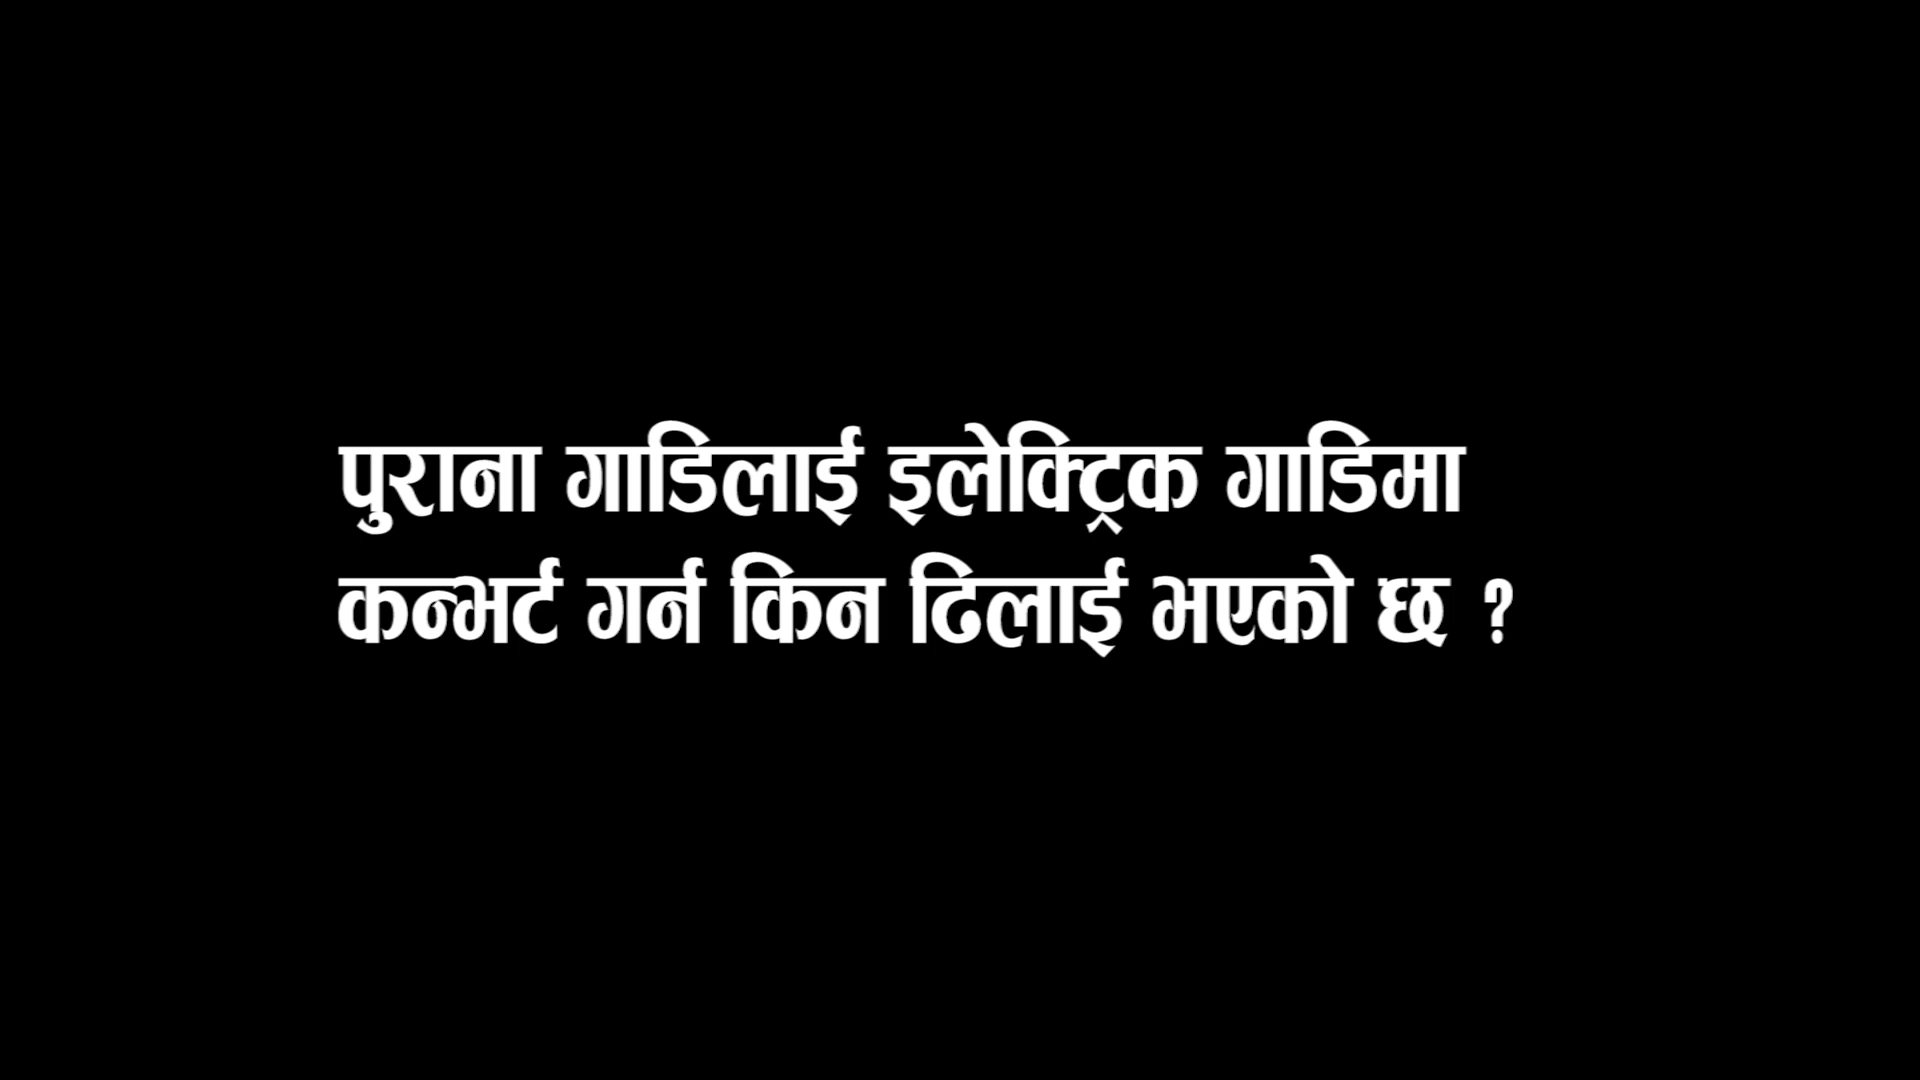 पुराना गाडिलाई इलेक्ट्रिक गाडिमा
कन्भर्ट गर्न किन ढिलाई भएको छ ?